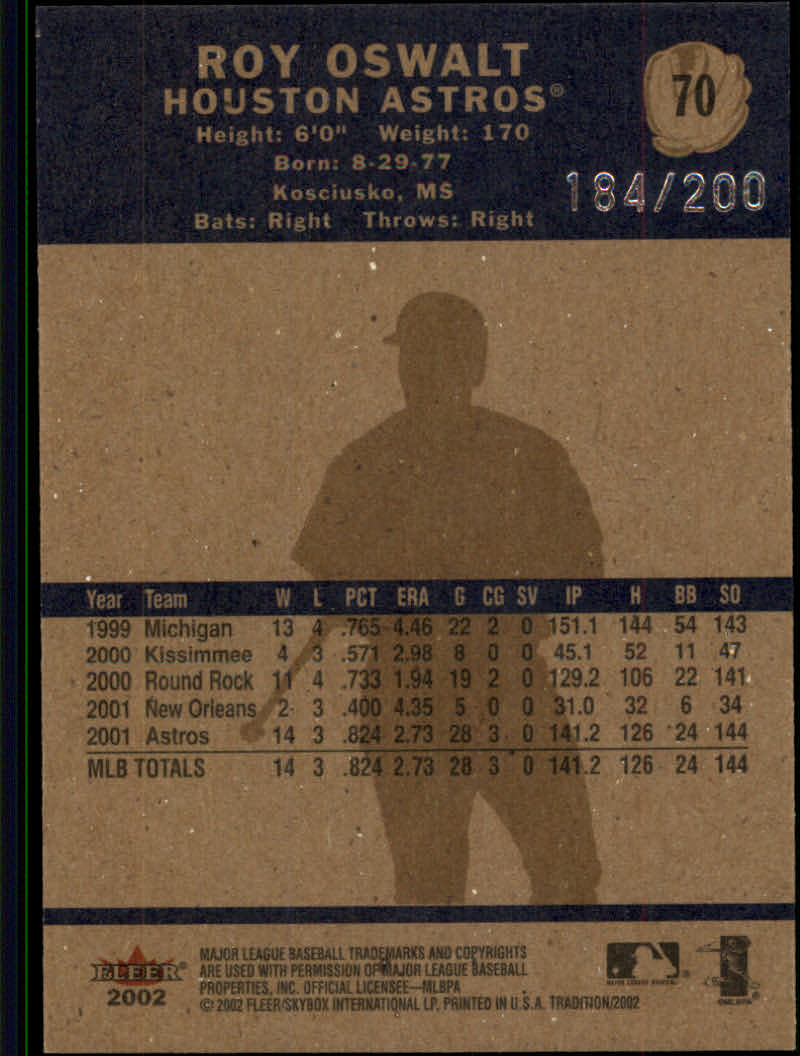 ROY OSWALT
70
HOUSTON ASTROS®
Height: 6'0" Weight: 170
Born: 8-29-77
Kosciusko, MS
184/200
Bats: Right Throws: Right
Year Team W L PCT ERA G CG SV IP H BB SO
1999 Michigan 13 4 .765 4.46 22 2 0 151.1 144 54 143
2000 Kissimmee 4 3 .571 2.98 8 0 0 45.1 52 11 47
2000 Round Rock 11 4 .733 1.94 19 2 0 129.2 106 22 141
2001 New Orleans 2 3 .400 4.35 5 0 0 31.0 32 6 34
2001 Astros 14 3 .824 2.73 28 3 0 141.2 126 24 144
MLB TOTALS 14 3 .824 2.73 28 3 0 141.2 126 24 144
FLEER®
2002
MAJOR LEAGUE BASEBALL TRADEMARKS AND COPYRIGHTS
ARE USED WITH PERMISSION OF MAJOR LEAGUE BASEBALL
PROPERTIES, INC. OFFICIAL LICENSEE—MLBPA
© 2002 FLEER/SKYBOX INTERNATIONAL LP, PRINTED IN U.S.A. TRADITION/2002
MAJOR LEAGUE BASEBALL
®
©MLBPA
®